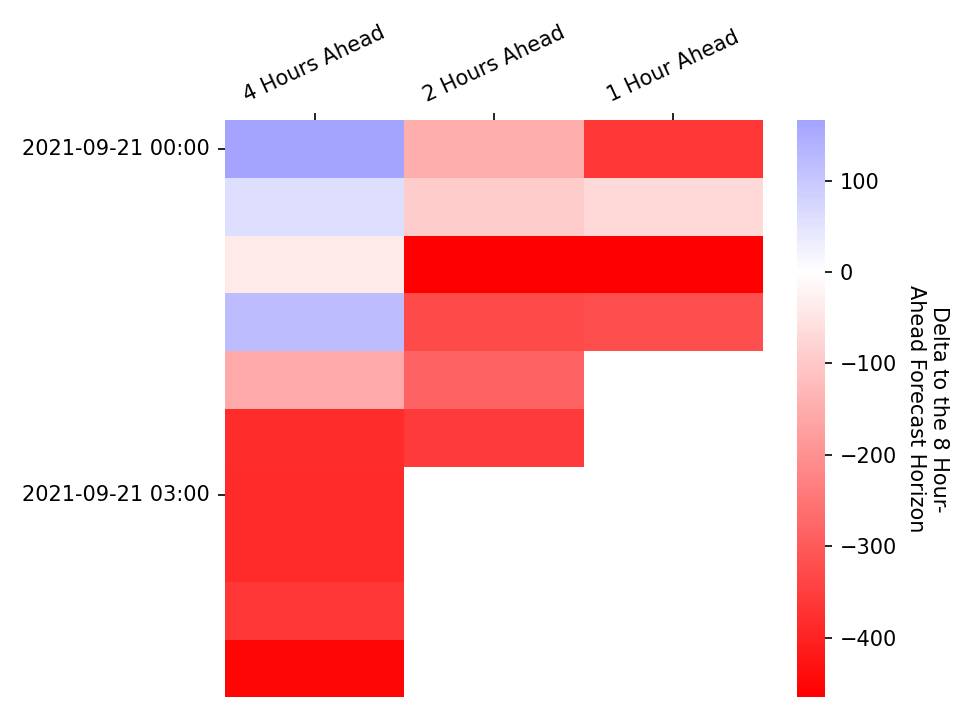 4 Hours Ahead
2 Hours Ahead
1 Hour Ahead
2021-09-21 00:00
2021-09-21 03:00
100
0
−100
−200
−300
−400
Delta to the 8 Hour-
Ahead Forecast Horizon